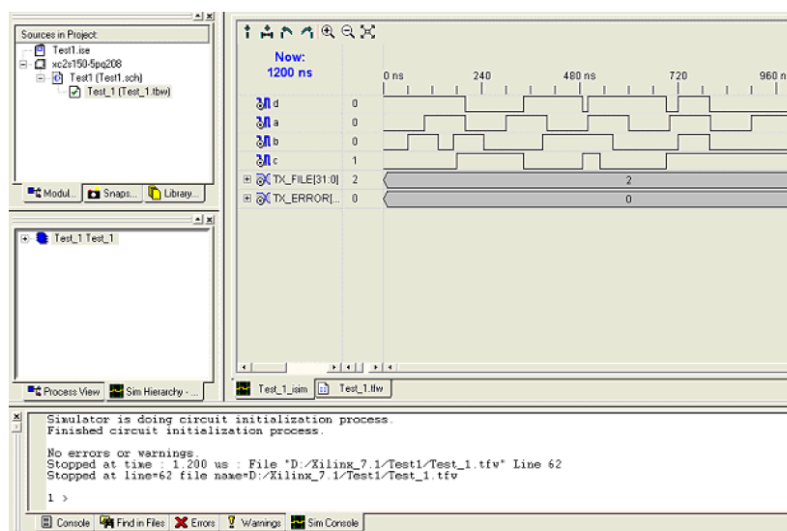 Sources in Project:
Test1.ise
xc2s150-5pq208
Test1 (Test1.sch)
Test_1 (Test_1.tbw)
Modul...
Snaps...
Library...
Test_1 Test_1
Process View
Sim Hierarchy - ...
Now:
1200 ns
0 ns 240 480 ns 720 960 n
d 0
a 0
b 0
c 1
TX_FILE[31:0] 2 2
TX_ERROR[... 0 0
Test_1_isim
Test_1.tfw
Simulator is doing circuit initialization process.
Finished circuit initialization process.
No errors or warnings.
Stopped at time : 1.200 us : File "D:/Xilinx_7.1/Test1/Test_1.tfw" Line 62
Stopped at line=62 file name=D:/Xilinx_7.1/Test1/Test_1.tfw
1 >
Console
Find in Files
Errors
Warnings
Sim Console